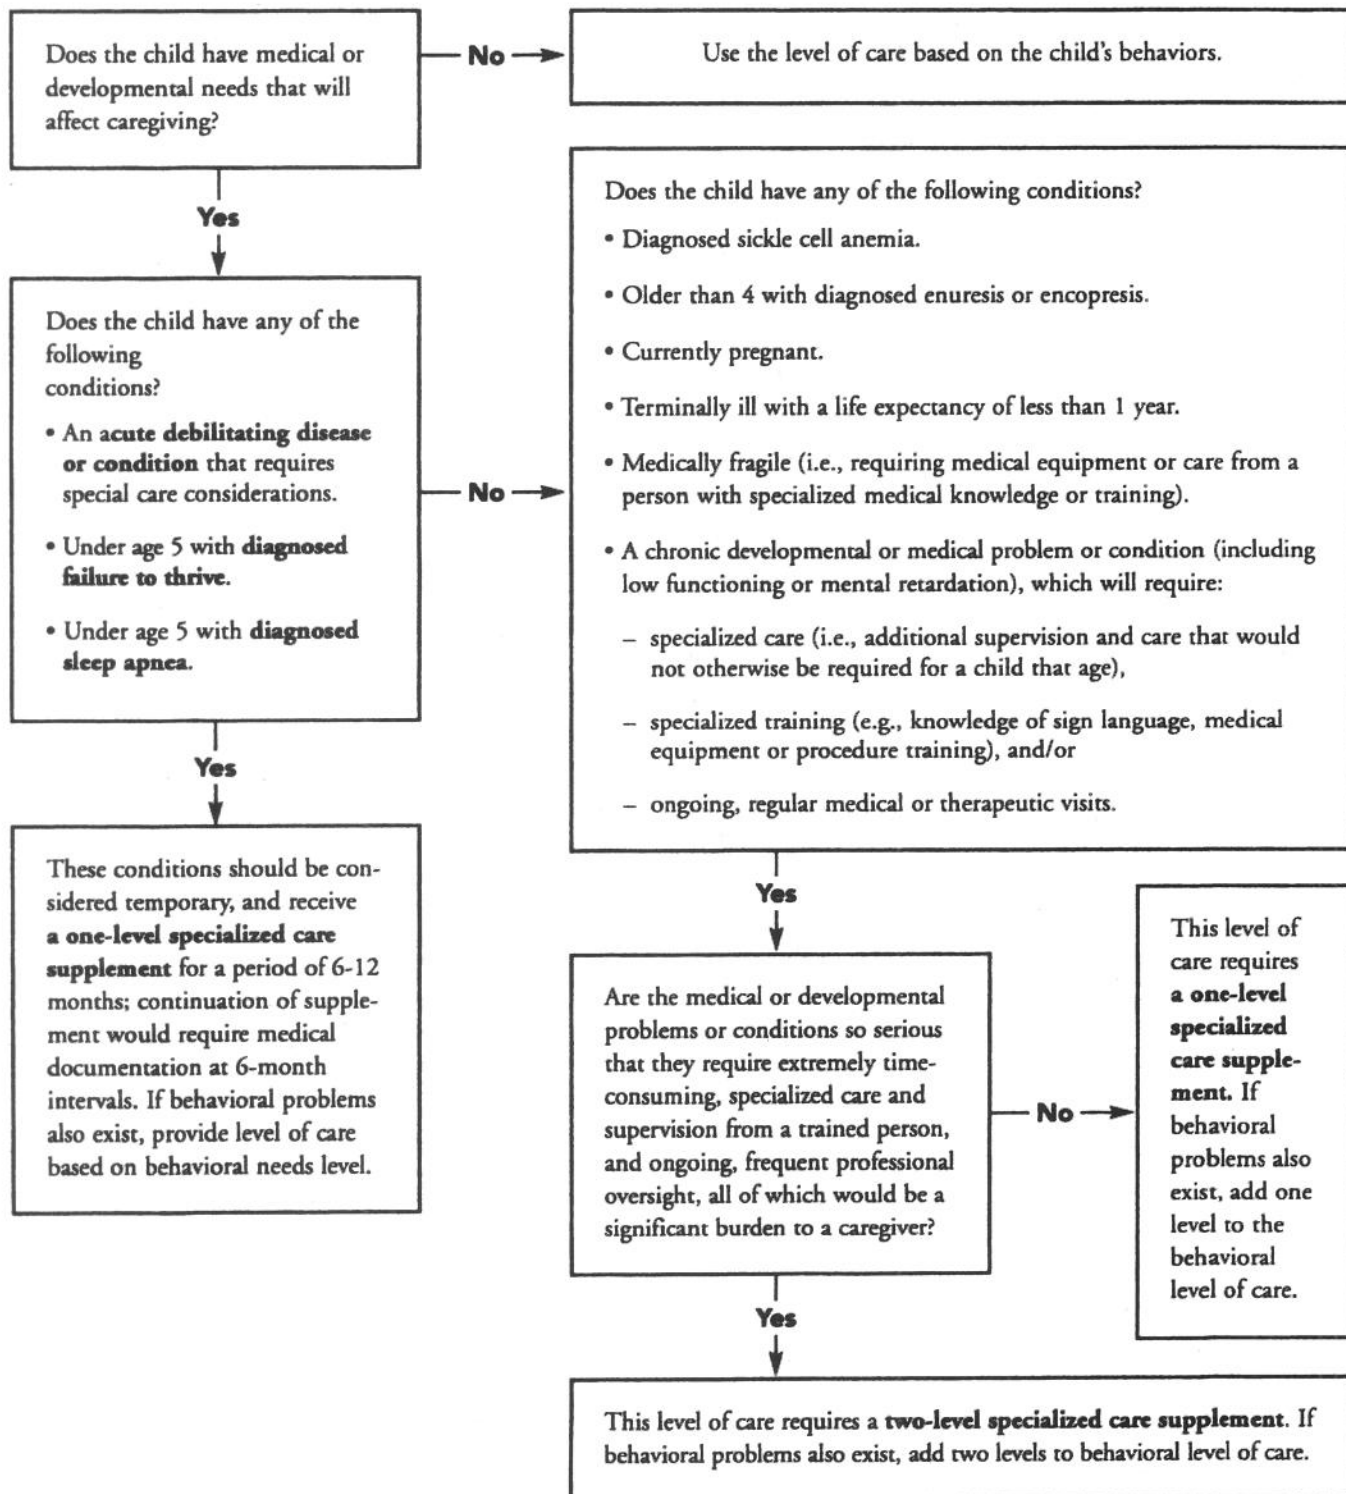 Does the child have medical or
developmental needs that will
affect caregiving?
No
Use the level of care based on the child's behaviors.
Yes
Does the child have any of the
following
conditions?
• An acute debilitating disease
or condition that requires
special care considerations.
• Under age 5 with diagnosed
failure to thrive.
• Under age 5 with diagnosed
sleep apnea.
No
Does the child have any of the following conditions?
• Diagnosed sickle cell anemia.
• Older than 4 with diagnosed enuresis or encopresis.
• Currently pregnant.
• Terminally ill with a life expectancy of less than 1 year.
• Medically fragile (i.e., requiring medical equipment or care from a
person with specialized medical knowledge or training).
• A chronic developmental or medical problem or condition (including
low functioning or mental retardation), which will require:
– specialized care (i.e., additional supervision and care that would
not otherwise be required for a child that age),
– specialized training (e.g., knowledge of sign language, medical
equipment or procedure training), and/or
– ongoing, regular medical or therapeutic visits.
Yes
These conditions should be con-
sidered temporary, and receive
a one-level specialized care
supplement for a period of 6-12
months; continuation of supple-
ment would require medical
documentation at 6-month
intervals. If behavioral problems
also exist, provide level of care
based on behavioral needs level.
Yes
Are the medical or developmental
problems or conditions so serious
that they require extremely time-
consuming, specialized care and
supervision from a trained person,
and ongoing, frequent professional
oversight, all of which would be a
significant burden to a caregiver?
No
This level of
care requires
a one-level
specialized
care supple-
ment. If
behavioral
problems also
exist, add one
level to the
behavioral
level of care.
Yes
This level of care requires a two-level specialized care supplement. If
behavioral problems also exist, add two levels to behavioral level of care.